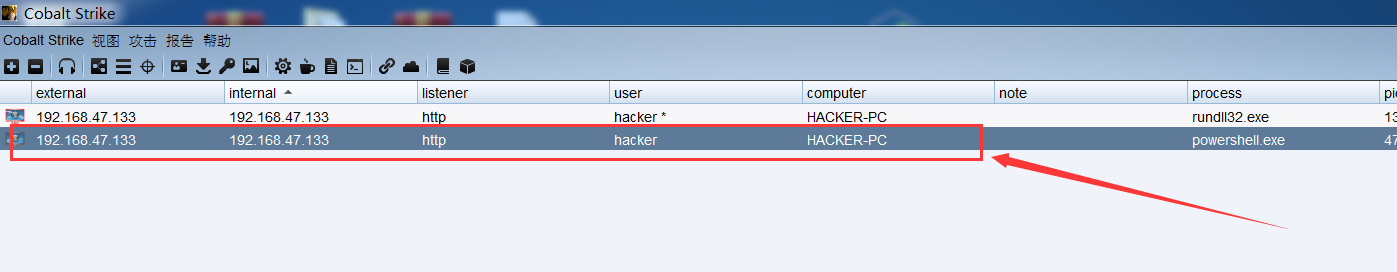 Cobalt Strike
Cobalt Strike 视图 攻击 报告 帮助
external internal listener user computer note process
192.168.47.133 192.168.47.133 http hacker * HACKER-PC rundll32.exe 13
192.168.47.133 192.168.47.133 http hacker HACKER-PC powershell.exe 47